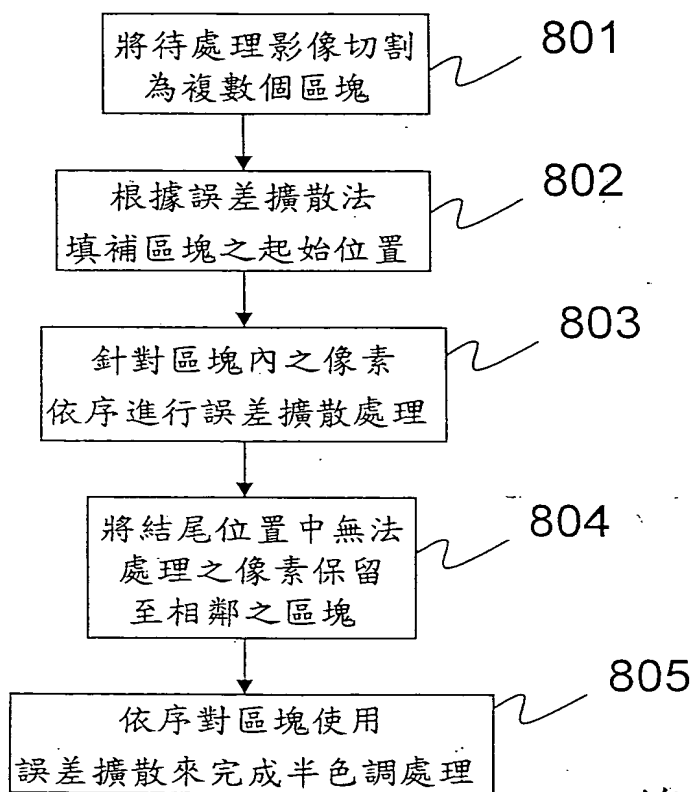 將待處理影像切割
為複數個區塊
801
根據誤差擴散法
填補區塊之起始位置
802
針對區塊內之像素
依序進行誤差擴散處理
803
將結尾位置中無法
處理之像素保留
至相鄰之區塊
804
依序對區塊使用
誤差擴散來完成半色調處理
805